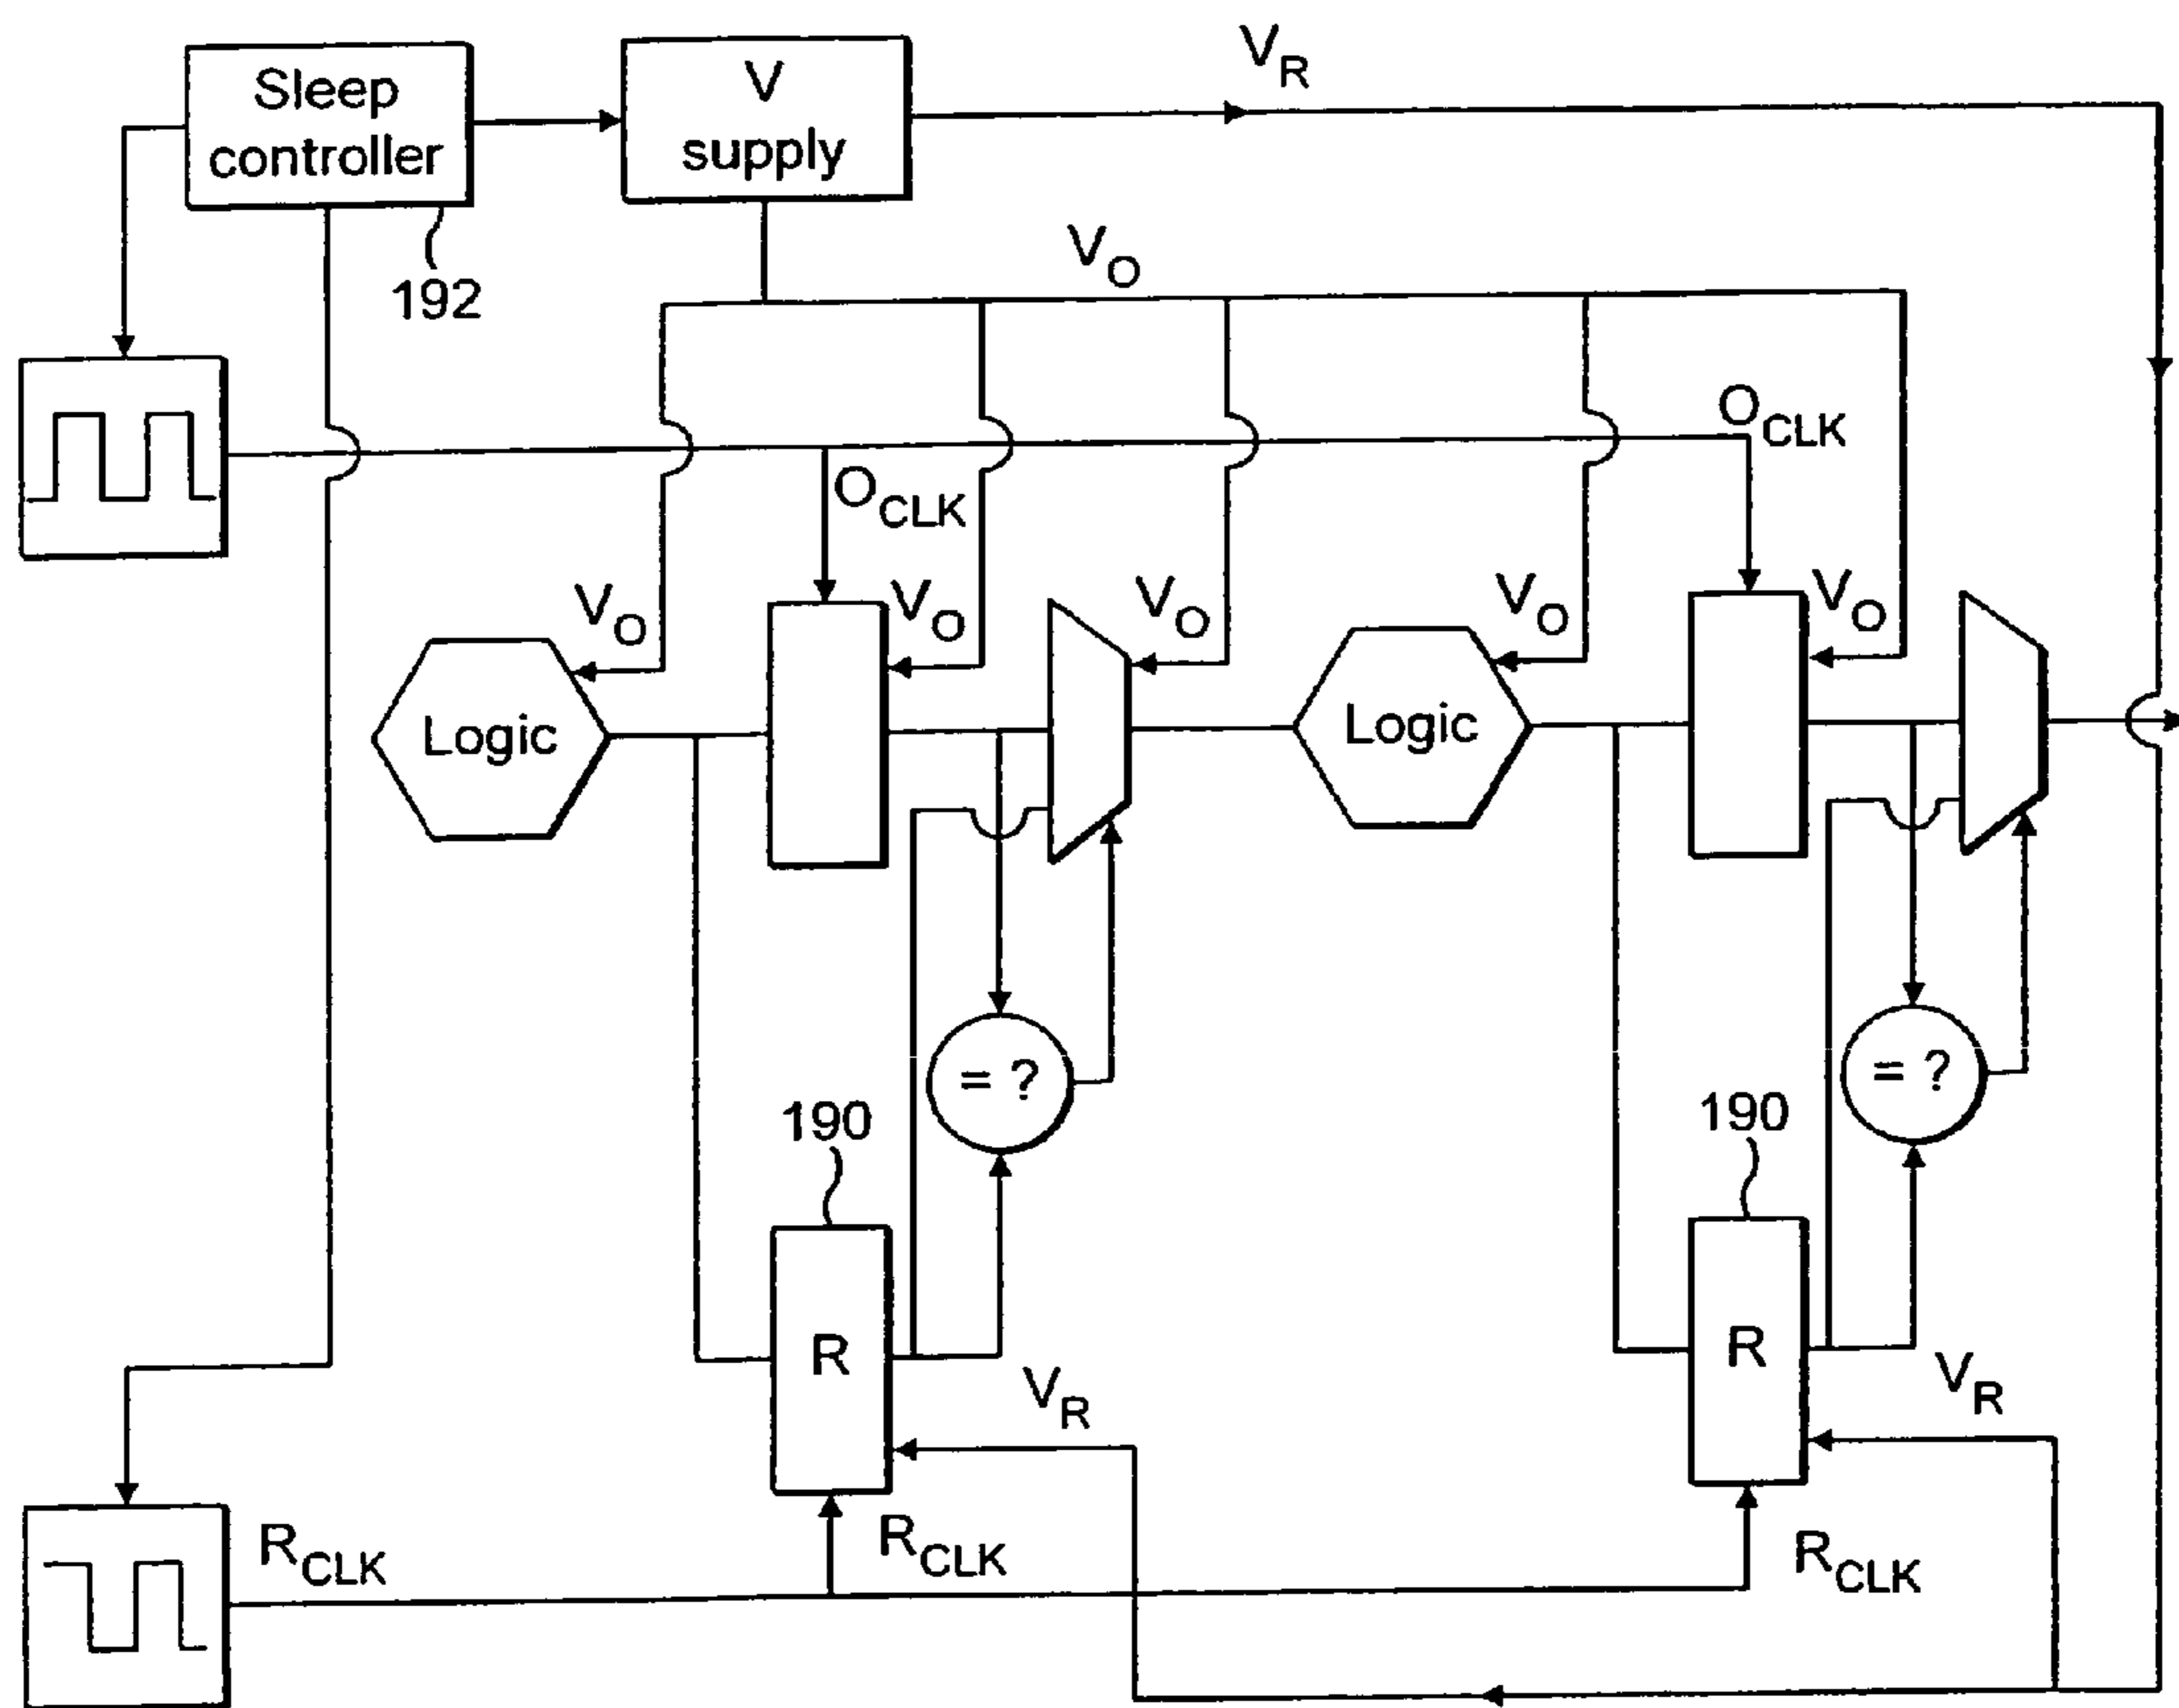 Sleep
controller
V
supply
V_R
192
V_O
O_CLK
O_CLK
V_O
V_O
V_O
V_O
V_O
Logic
Logic
= ?
= ?
190
190
R
R
V_R
V_R
R_CLK
R_CLK
R_CLK